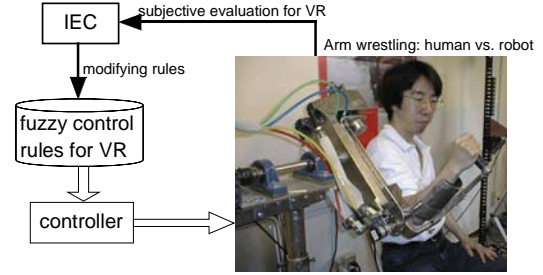 IEC
subjective evaluation for VR
Arm wrestling: human vs. robot
modifying rules
fuzzy control
rules for VR
controller